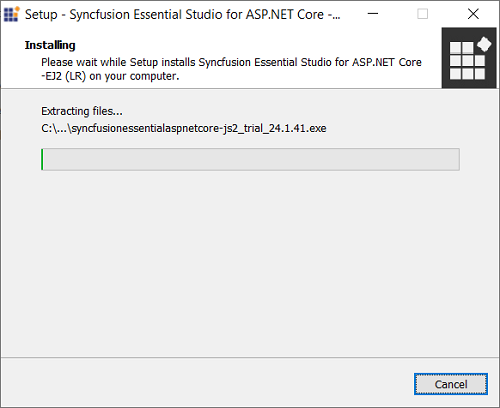 Setup - Syncfusion Essential Studio for ASP.NET Core -...
Installing
Please wait while Setup installs Syncfusion Essential Studio for ASP.NET Core
-EJ2 (LR) on your computer.
Extracting files...
C:\...\syncfusionessentialaspnetcore-js2_trial_24.1.41.exe
Cancel